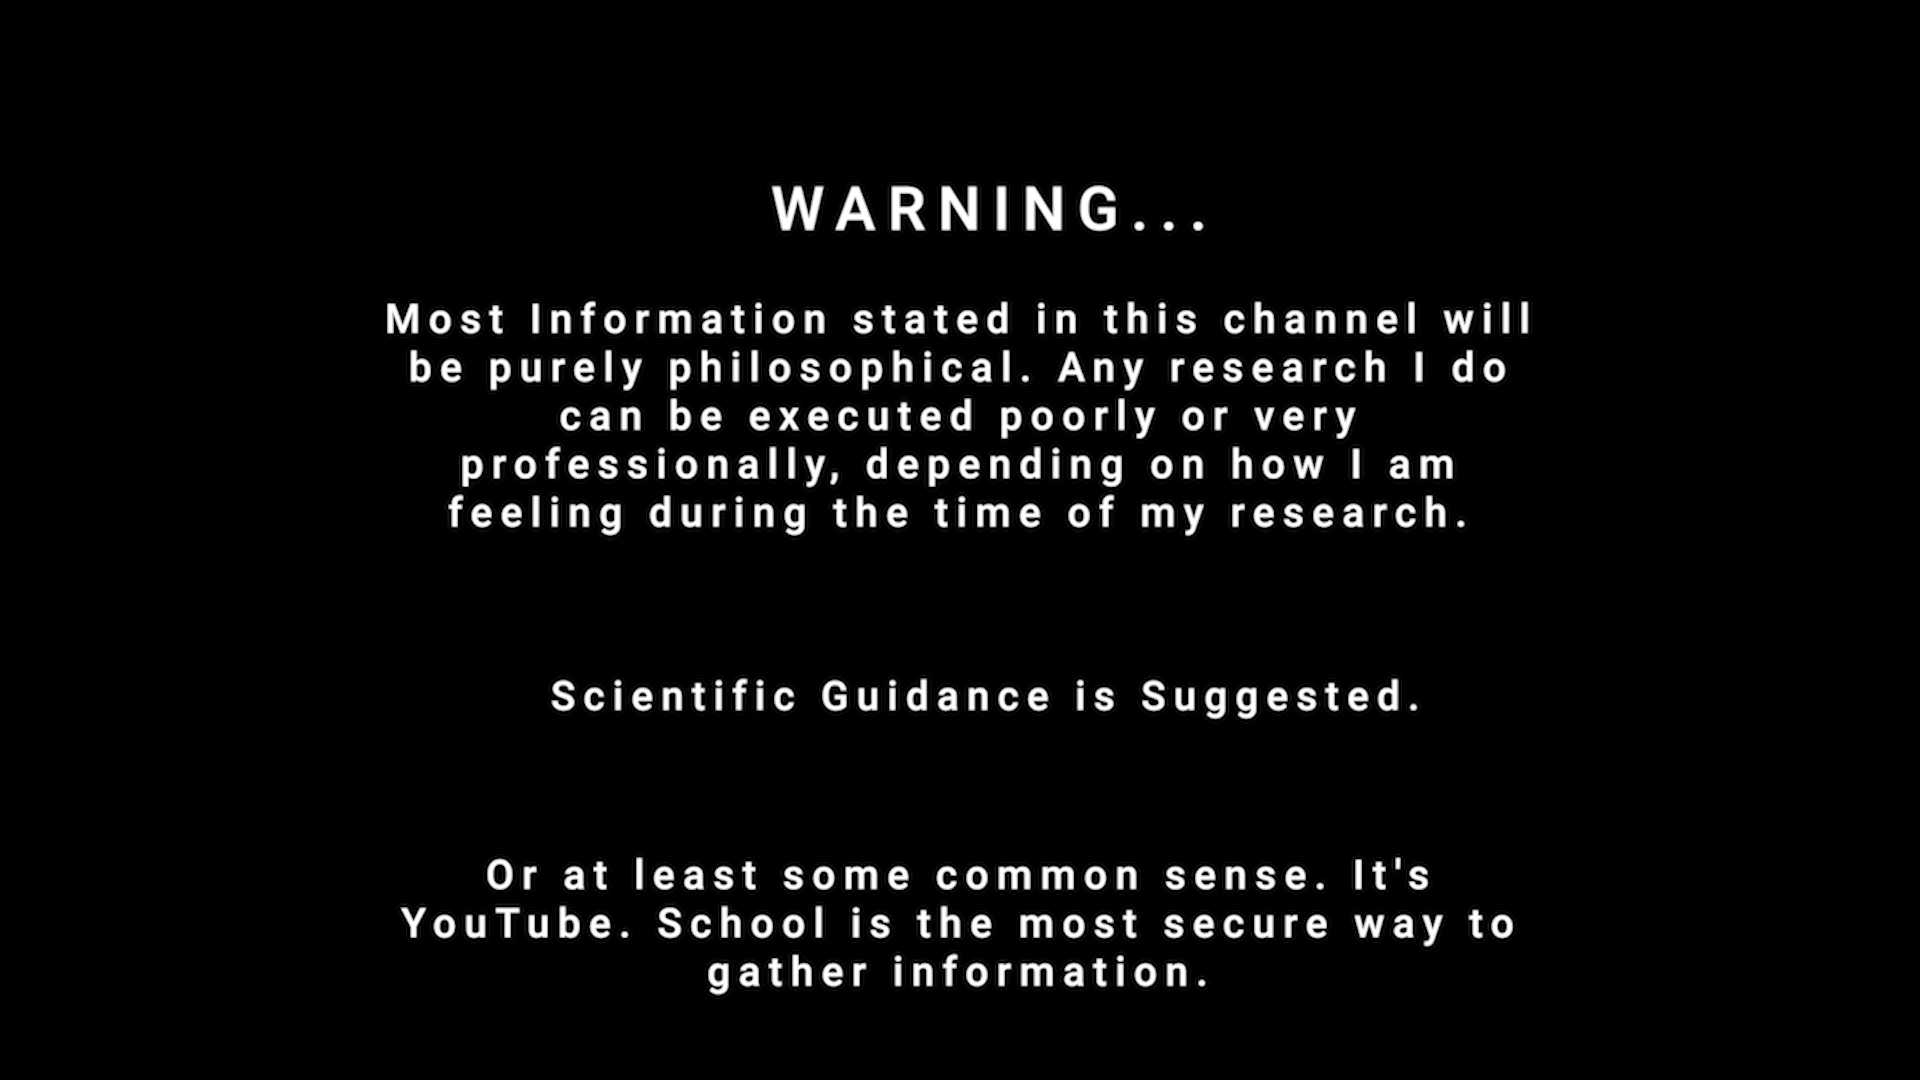 WARNING...
Most Information stated in this channel will
be purely philosophical. Any research I do
can be executed poorly or very
professionally, depending on how I am
feeling during the time of my research.
Scientific Guidance is Suggested.
Or at least some common sense. It's
YouTube. School is the most secure way to
gather information.